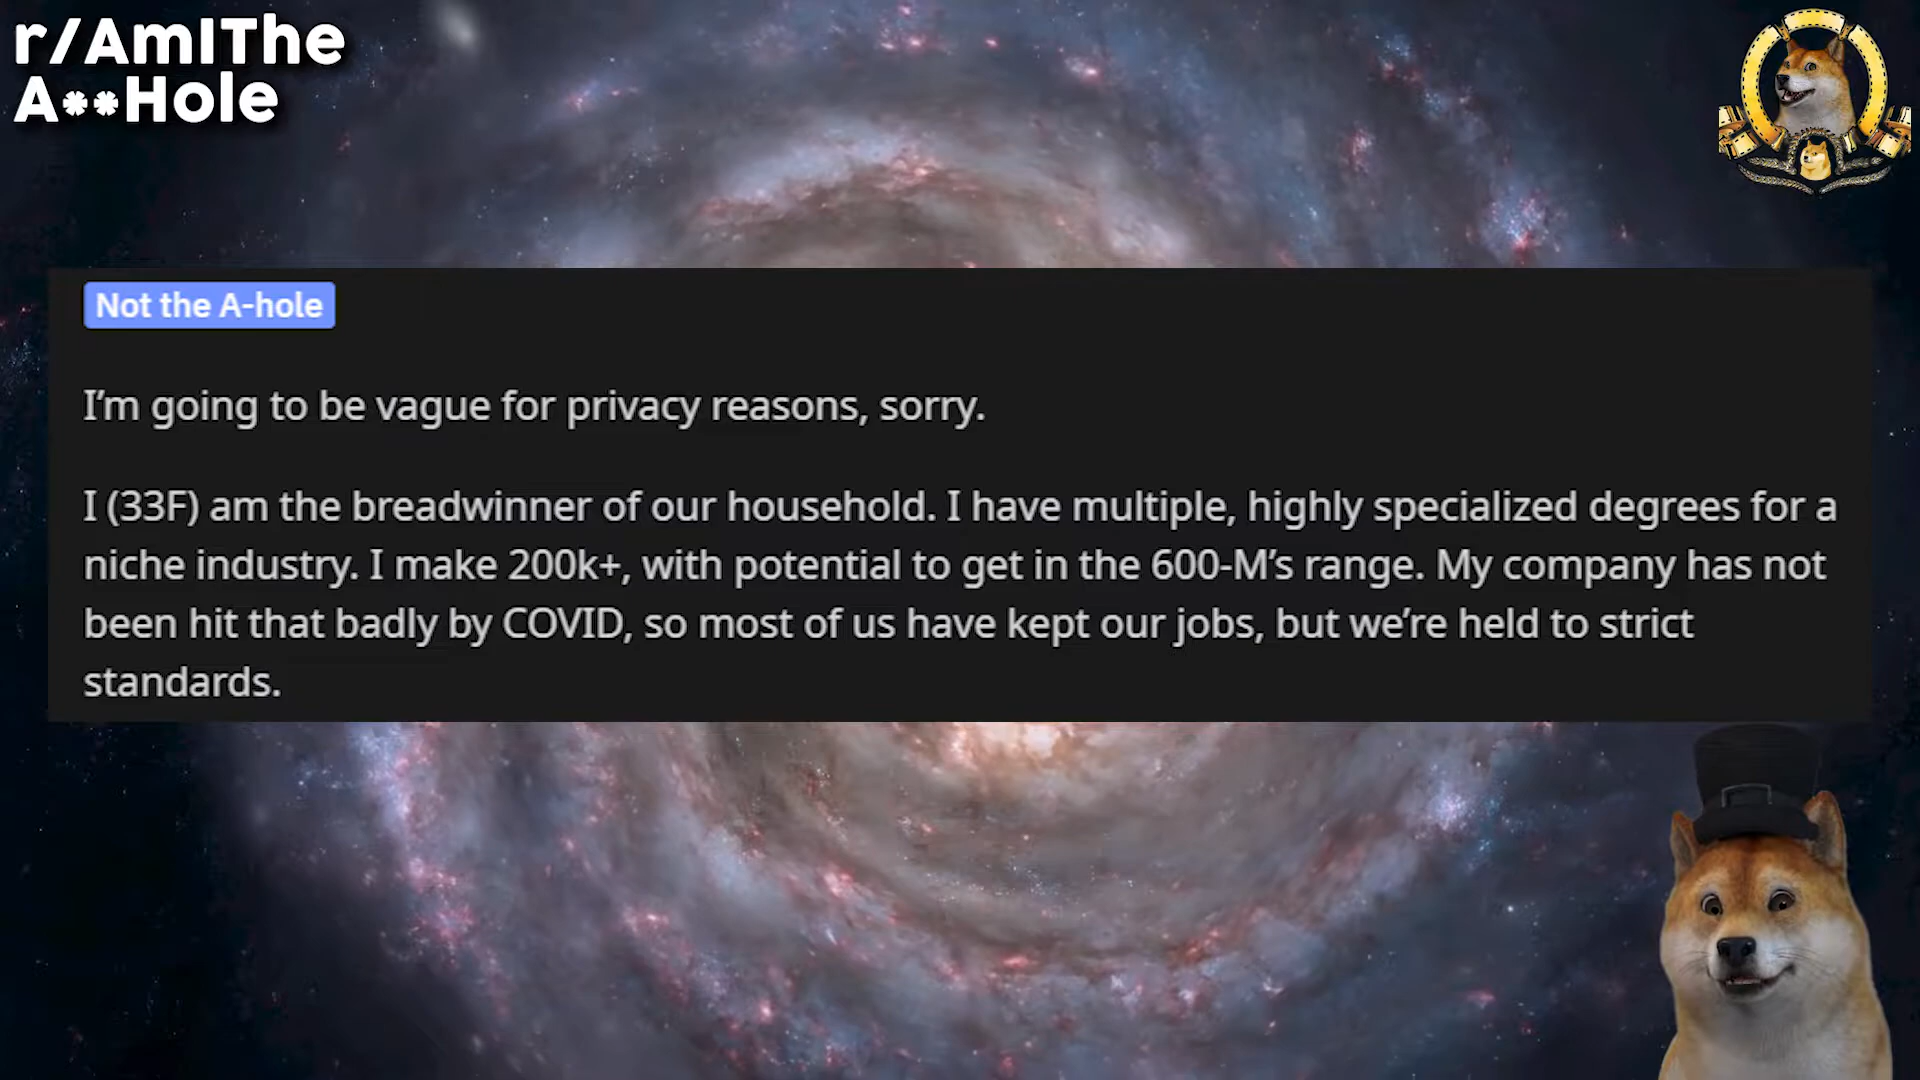 r/AmITheA
A**Hole
Not the A-hole
I'm going to be vague for privacy reasons, sorry.
I (33F) am the breadwinner of our household. I have multiple, highly specialized degrees for a
niche industry. I make 200k+, with potential to get in the 600-M's range. My company has not
been hit that badly by COVID, so most of us have kept our jobs, but we're held to strict
standards.